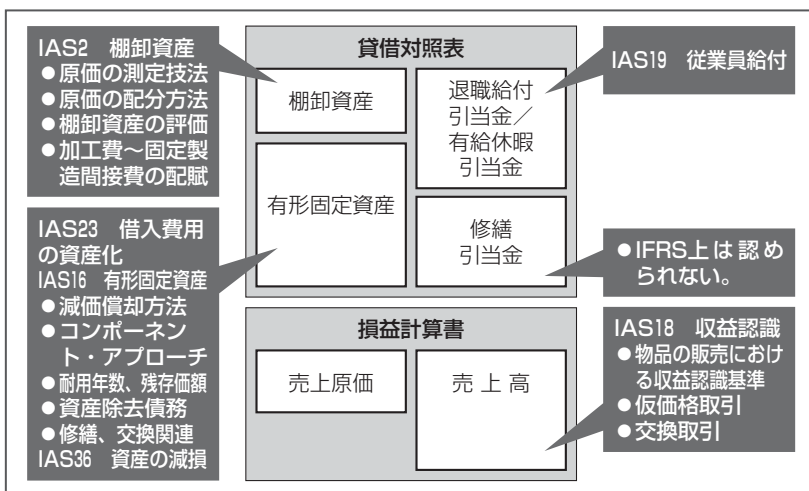 IAS2 棚卸資産
●原価の測定技法
●原価の配分方法
●棚卸資産の評価
●加工費～固定製
造間接費の配賦
IAS23 借入費用
の資産化
IAS16 有形固定資産
●減価償却方法
●コンポーネン
ト・アプローチ
●耐用年数、残存価額
●資産除去債務
●修繕、交換関連
IAS36 資産の減損
貸借対照表
棚卸資産
有形固定資産
退職給付
引当金／
有給休暇
引当金
修繕
引当金
損益計算書
売上原価
売上高
IAS19 従業員給付
●IFRS上は認め
られない。
IAS18 収益認識
●物品の販売におけ
る収益認識基準
●仮価格取引
●交換取引